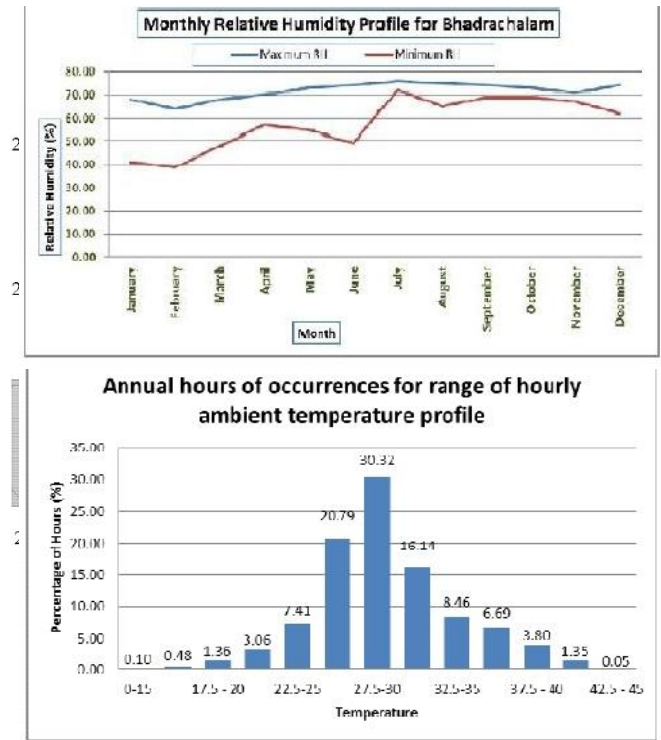 Monthly Relative Humidity Profile for Bhadrachalam
Maximum RH Minimum RH
80.00
70.00
60.00
50.00
40.00
30.00
20.00
10.00
0.00
Relative Humidity (%)
January February March April May June July August September October November December
Month
2
2
2
Annual hours of occurrences for range of hourly
ambient temperature profile
35.00
30.00
25.00
20.00
15.00
10.00
5.00
0.00
Percentage of Hours (%)
0.10 0.48 1.36 3.06 7.41 20.79 30.32 16.14 8.46 6.69 3.80 1.35 0.05
0-15 17.5 - 20 22.5-25 27.5-30 32.5-35 37.5 - 40 42.5 - 45
Temperature